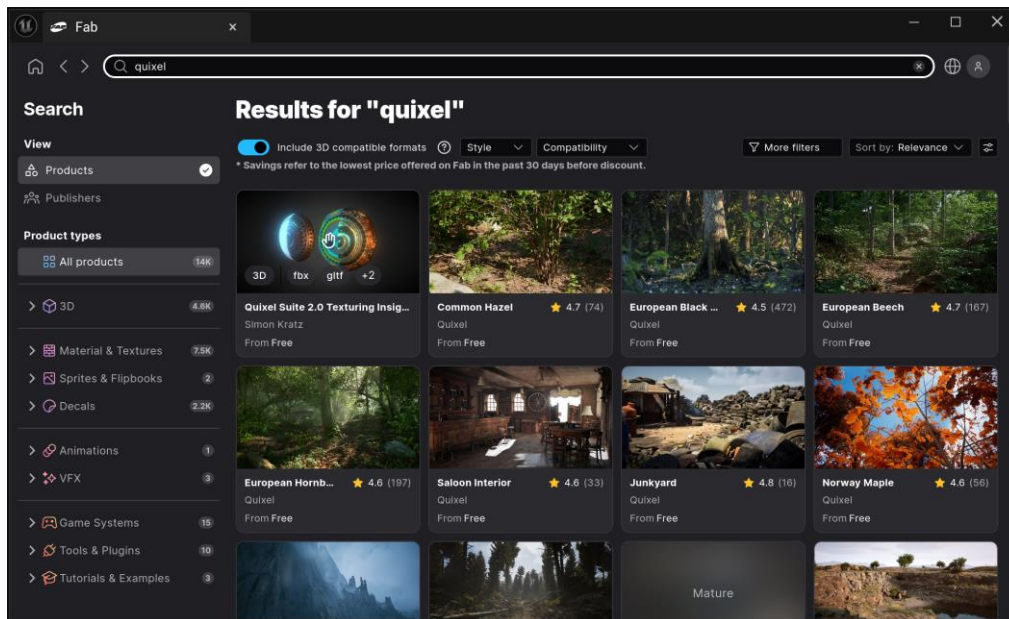 Fab
quixel
Search
Results for "quixel"
View
Include 3D compatible formats
Style
Compatibility
More filters
Sort by: Relevance
* Savings refer to the lowest price offered on Fab in the past 30 days before discount.
Products
Publishers
Product types
All products 14K
3D 4.6K
Material & Textures 7.5K
Sprites & Flipbooks 2
Decals 2.2K
Animations 1
VFX 3
Game Systems 15
Tools & Plugins 10
Tutorials & Examples 3
3D fbx gltf +2
Quixel Suite 2.0 Texturing Insig...
Simon Kratz
From Free
Common Hazel 4.7 (74)
Quixel
From Free
European Black ... 4.5 (472)
Quixel
From Free
European Beech 4.7 (167)
Quixel
From Free
European Hornb... 4.6 (197)
Quixel
From Free
Saloon Interior 4.6 (33)
Quixel
From Free
Junkyard 4.8 (16)
Quixel
From Free
Norway Maple 4.6 (56)
Quixel
From Free
Mature